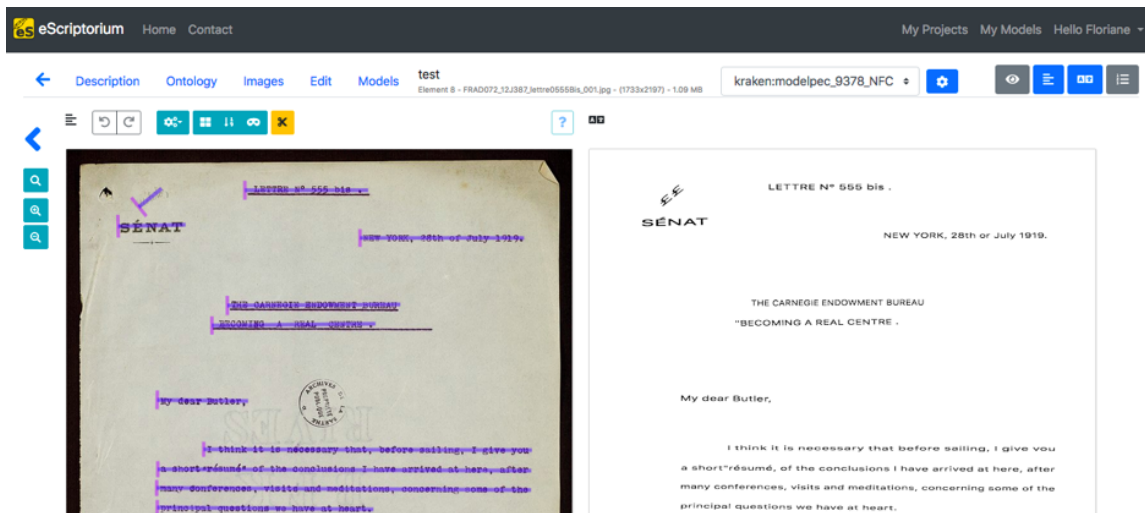 eScriptorium Home Contact My Projects My Models Hello Floriane
Description Ontology Images Edit Models test kraken:modelpec_9378_NFC
Element 8 - FRAD072_12J387_lettre0555Bis_001.jpg - (1733x2197) - 1.09 MB
?
LETTRE Nº 555 bis .
SÉNAT
NEW YORK, 28th of July 1919.
THE CARNEGIE ENDOWMENT BUREAU
BECOMING A REAL CENTRE .
ARCHIVES DE LA SARTHE
My dear Butler,
I think it is necessary that, before sailing, I give you
a short "résumé" of the conclusions I have arrived at here, after
many conferences, visits and meditations, concerning some of the
principal questions we have at heart.
LETTRE N° 555 bis .
££
SÉNAT
NEW YORK, 28th or July 1919.
THE CARNEGIE ENDOWMENT BUREAU
"BECOMING A REAL CENTRE .
My dear Butler,
I think it is necessary that before sailing, I give vou
a short"résumé, of the conclusions I have arrived at here, after
many conferences, visits and meditations, concerning some of the
principal questions we have at heart.